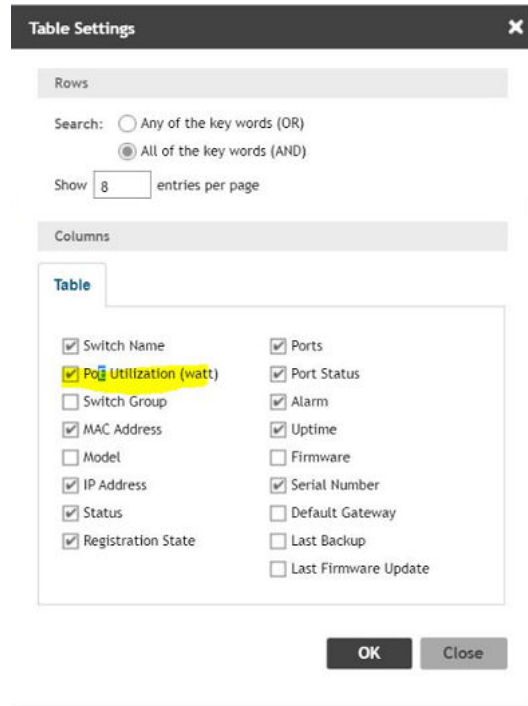 Table Settings
Rows
Search: Any of the key words (OR)
All of the key words (AND)
Show 8 entries per page
Columns
Table
Switch Name
PoE Utilization (watt)
Switch Group
MAC Address
Model
IP Address
Status
Registration State
Ports
Port Status
Alarm
Uptime
Firmware
Serial Number
Default Gateway
Last Backup
Last Firmware Update
OK Close